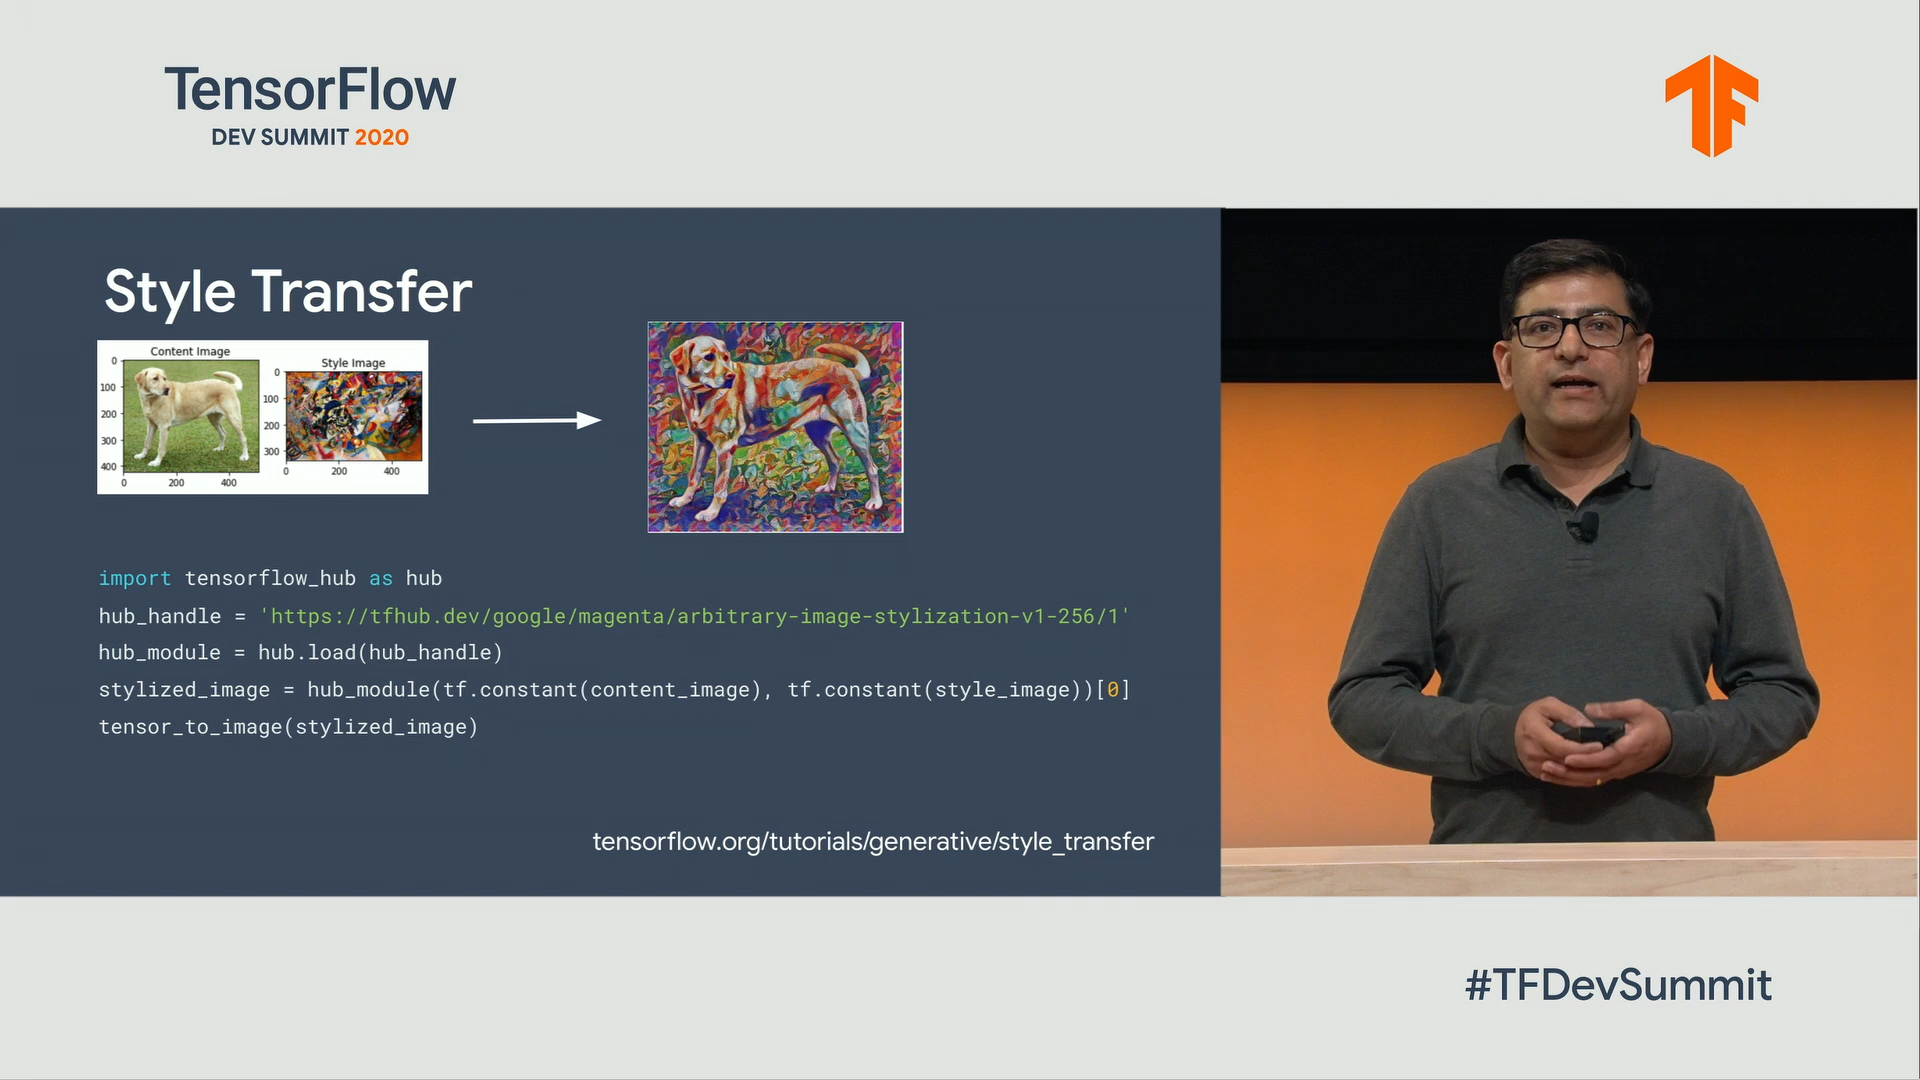 TensorFlow
DEV SUMMIT 2020
Style Transfer
Content Image
Style Image
0
100
200
300
400
0
200
400
0
100
200
300
0
200
400
import tensorflow_hub as hub
hub_handle = 'https://tfhub.dev/google/magenta/arbitrary-image-stylization-v1-256/1'
hub_module = hub.load(hub_handle)
stylized_image = hub_module(tf.constant(content_image), tf.constant(style_image))[0]
tensor_to_image(stylized_image)
tensorflow.org/tutorials/generative/style_transfer
#TFDevSummit